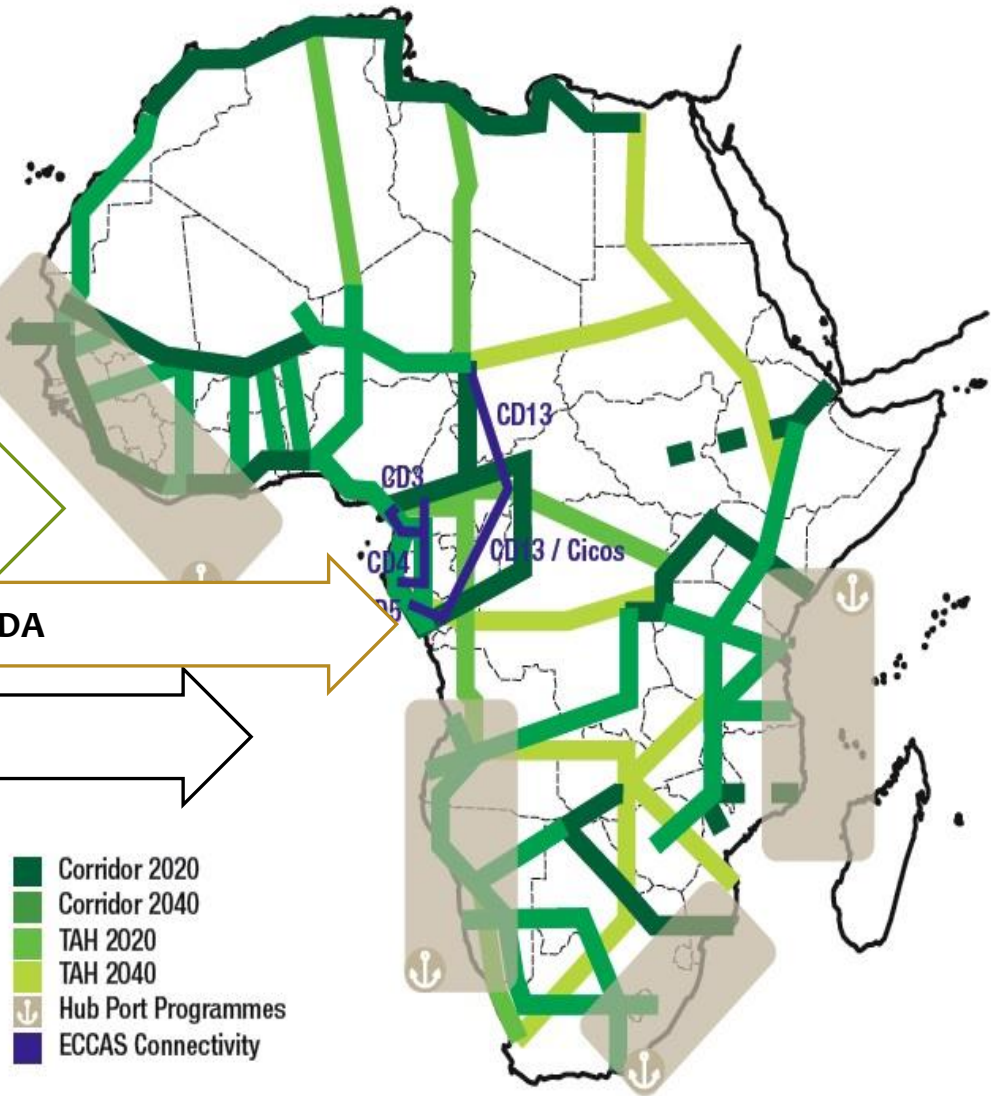 CD13
CD3
CD13 / Cicos
CD4
D5
DA
Corridor 2020
Corridor 2040
TAH 2020
TAH 2040
Hub Port Programmes
ECCAS Connectivity